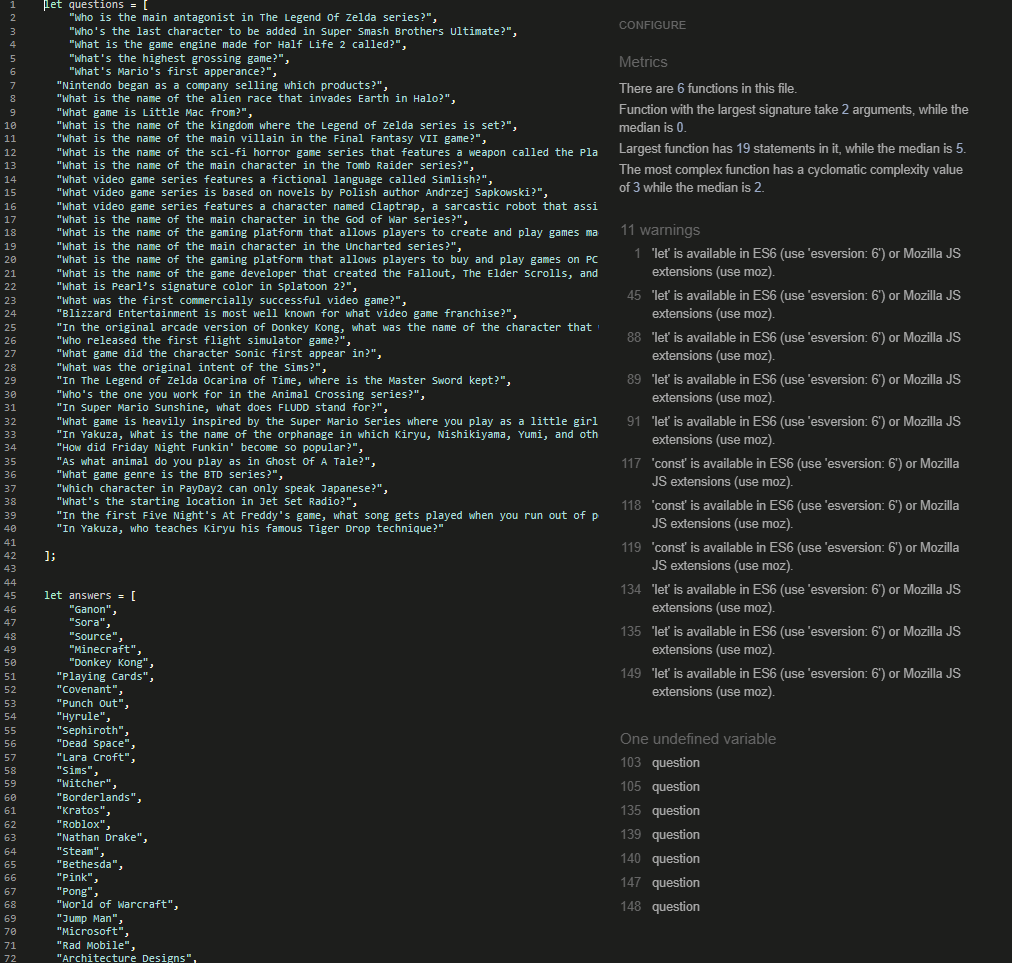 1 let questions = [
2 "Who is the main antagonist in The Legend Of Zelda series?",
3 "Who's the last character to be added in Super Smash Brothers Ultimate?",
4 "What is the game engine made for Half Life 2 called?",
5 "What's the highest grossing game?",
6 "What's Mario's first apperance?",
7 "Nintendo began as a company selling which products?",
8 "What is the name of the alien race that invades Earth in Halo?",
9 "What game is Little Mac from?",
10 "What is the name of the kingdom where the Legend of Zelda series is set?",
11 "What is the name of the main villain in the Final Fantasy VII game?",
12 "What is the name of the sci-fi horror game series that features a weapon called the Pla
13 "What is the name of the main character in the Tomb Raider series?",
14 "What video game series features a fictional language called Simlish?",
15 "What video game series is based on novels by Polish author Andrzej Sapkowski?",
16 "What video game series features a character named Claptrap, a sarcastic robot that assi
17 "What is the name of the main character in the God of War series?",
18 "What is the name of the gaming platform that allows players to create and play games ma
19 "What is the name of the main character in the Uncharted series?",
20 "What is the name of the gaming platform that allows players to buy and play games on PC
21 "What is the name of the game developer that created the Fallout, The Elder Scrolls, and
22 "What is Pearl’s signature color in Splatoon 2?",
23 "What was the first commercially successful video game?",
24 "Blizzard Entertainment is most well known for what video game franchise?",
25 "In the original arcade version of Donkey Kong, what was the name of the character that
26 "Who released the first flight simulator game?",
27 "What game did the character Sonic first appear in?",
28 "What was the original intent of the Sims?",
29 "In The Legend of Zelda Ocarina of Time, where is the Master Sword kept?",
30 "Who's the one you work for in the Animal Crossing series?",
31 "In Super Mario Sunshine, what does FLUDD stand for?",
32 "What game is heavily inspired by the Super Mario Series where you play as a little girl
33 "In Yakuza, What is the name of the orphanage in which Kiryu, Nishikiyama, Yumi, and oth
34 "How did Friday Night Funkin' become so popular?",
35 "As what animal do you play as in Ghost Of A Tale?",
36 "What game genre is the BTD series?",
37 "Which character in PayDay2 can only speak Japanese?",
38 "What's the starting location in Jet Set Radio?",
39 "In the first Five Night's At Freddy's game, what song gets played when you run out of p
40 "In Yakuza, who teaches Kiryu his famous Tiger Drop technique?"
41
42 ];
43
44
45 let answers = [
46 "Ganon",
47 "Sora",
48 "Source",
49 "Minecraft",
50 "Donkey Kong",
51 "Playing Cards",
52 "Covenant",
53 "Punch Out",
54 "Hyrule",
55 "Sephiroth",
56 "Dead Space",
57 "Lara Croft",
58 "Sims",
59 "Witcher",
60 "Borderlands",
61 "Kratos",
62 "Roblox",
63 "Nathan Drake",
64 "Steam",
65 "Bethesda",
66 "Pink",
67 "Pong",
68 "World of Warcraft",
69 "Jump Man",
70 "Microsoft",
71 "Rad Mobile",
72 "Architecture Designs",
CONFIGURE
Metrics
There are 6 functions in this file.
Function with the largest signature take 2 arguments, while the
median is 0.
Largest function has 19 statements in it, while the median is 5.
The most complex function has a cyclomatic complexity value
of 3 while the median is 2.
11 warnings
1 'let' is available in ES6 (use 'esversion: 6') or Mozilla JS
extensions (use moz).
45 'let' is available in ES6 (use 'esversion: 6') or Mozilla JS
extensions (use moz).
88 'let' is available in ES6 (use 'esversion: 6') or Mozilla JS
extensions (use moz).
89 'let' is available in ES6 (use 'esversion: 6') or Mozilla JS
extensions (use moz).
91 'let' is available in ES6 (use 'esversion: 6') or Mozilla JS
extensions (use moz).
117 'const' is available in ES6 (use 'esversion: 6') or Mozilla
JS extensions (use moz).
118 'const' is available in ES6 (use 'esversion: 6') or Mozilla
JS extensions (use moz).
119 'const' is available in ES6 (use 'esversion: 6') or Mozilla
JS extensions (use moz).
134 'let' is available in ES6 (use 'esversion: 6') or Mozilla JS
extensions (use moz).
135 'let' is available in ES6 (use 'esversion: 6') or Mozilla JS
extensions (use moz).
149 'let' is available in ES6 (use 'esversion: 6') or Mozilla JS
extensions (use moz).
One undefined variable
103 question
105 question
135 question
139 question
140 question
147 question
148 question